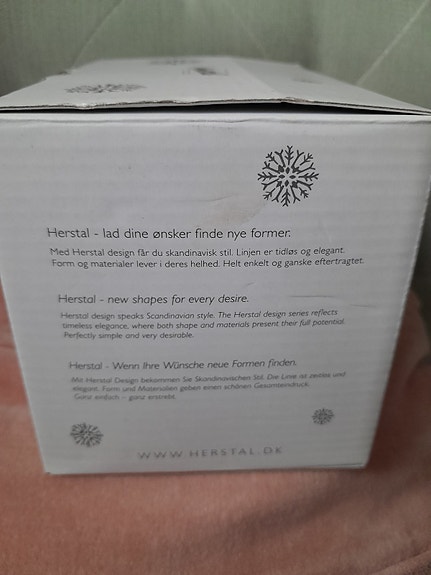 Herstal - lad dine ønsker finde nye former.
Med Herstal design får du skandinavisk stil. Linjen er tidløs og elegant.
Form og materialer lever i deres helhed. Helt enkelt og ganske eftertragtet.
Herstal - new shapes for every desire.
Herstal design speaks Scandinavian style. The Herstal design series reflects
timeless elegance, where both shape and materials present their full potential.
Perfectly simple and very desirable.
Herstal - Wenn Ihre Wünsche neue Formen finden.
Mit Herstal Design bekommen Sie Skandinavischen Stil. Die Linie ist zeitlos und
elegant. Form und Materialien geben einen schönen Gesamteindruck.
Ganz einfach - ganz erstrebt.
WWW.HERSTAL.DK